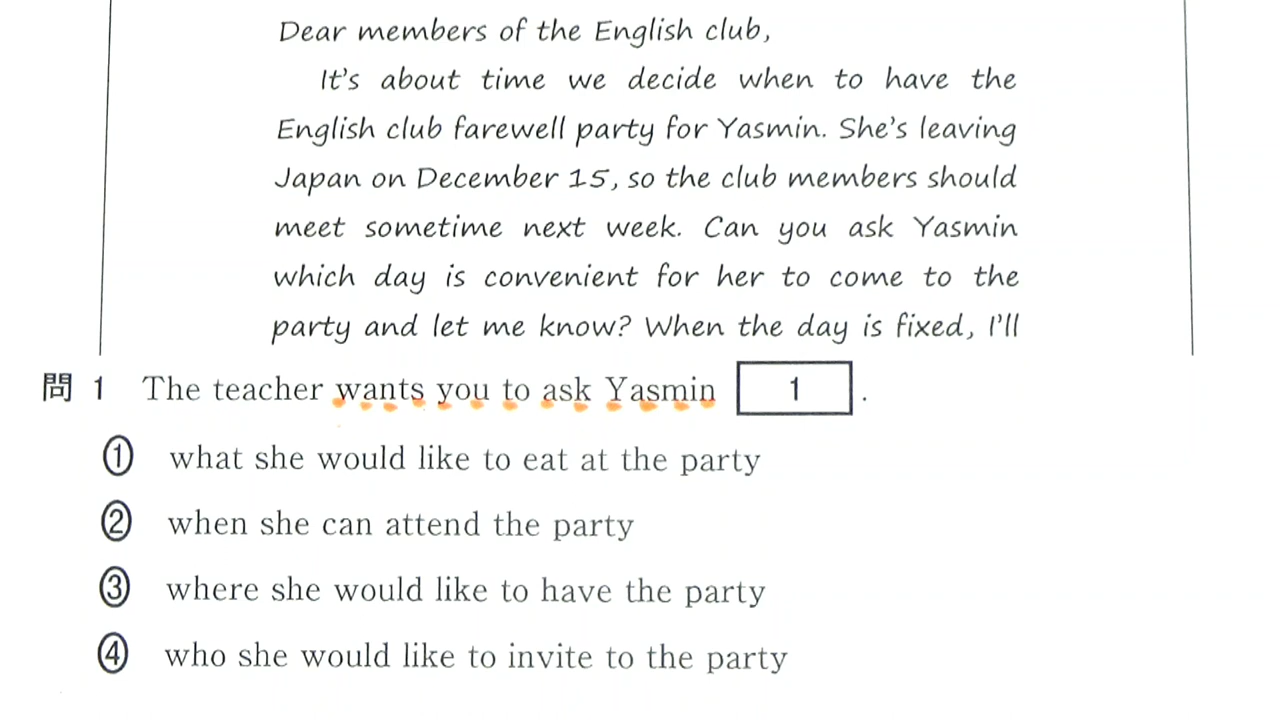 Dear members of the English club,
It's about time we decide when to have the
English club farewell party for Yasmin. She's leaving
Japan on December 15, so the club members should
meet sometime next week. Can you ask Yasmin
which day is convenient for her to come to the
party and let me know? When the day is fixed, I'll
問 1 The teacher wants you to ask Yasmin 1 .
① what she would like to eat at the party
② when she can attend the party
③ where she would like to have the party
④ who she would like to invite to the party